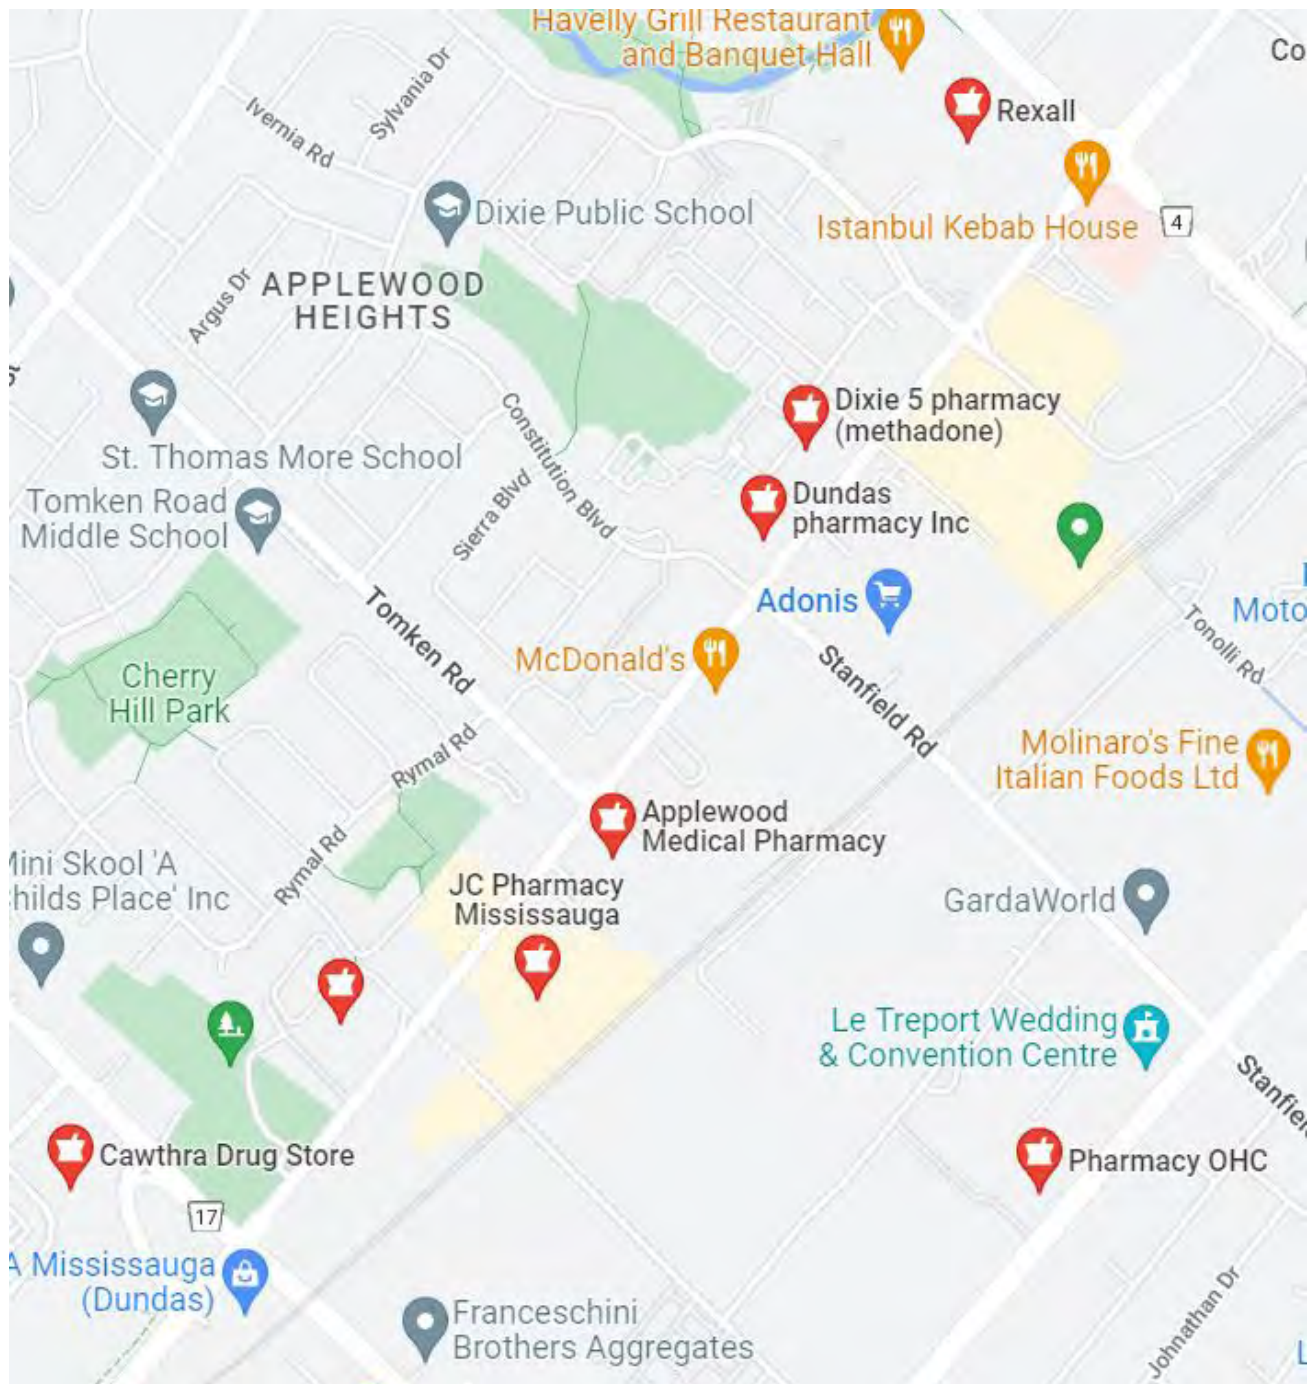 Havelly Grill Restaurant
and Banquet Hall
Co
Rexall
Sylvania Dr
Ivernia Rd
Dixie Public School
Istanbul Kebab House
4
APPLEWOOD
HEIGHTS
Argus Dr
Dixie 5 pharmacy
(methadone)
Constitution Blvd
St. Thomas More School
Tomken Road
Middle School
Sierra Blvd
Dundas
pharmacy Inc
Adonis
Moto
Tonolli Rd
Tomken Rd
McDonald's
Stanfield Rd
Cherry
Hill Park
Rymal Rd
Molinaro's Fine
Italian Foods Ltd
Applewood
Medical Pharmacy
Rymal Rd
Mini Skool 'A
hilds Place' Inc
JC Pharmacy
Mississauga
GardaWorld
Le Treport Wedding
& Convention Centre
Stanfiel
Cawthra Drug Store
Pharmacy OHC
17
A Mississauga
(Dundas)
Johnathan Dr
Franceschini
Brothers Aggregates
L